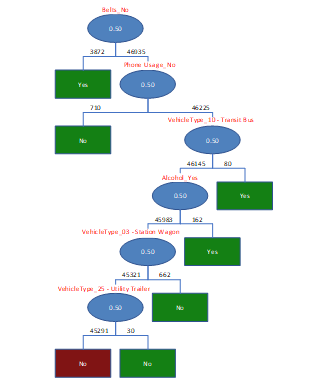 Belts_No
0.50
3872 46935
Yes
Phone Usage_No
0.50
710 46225
No
VehicleType_10 - Transit Bus
0.50
46145 80
Alcohol_Yes
0.50
Yes
45983 162
VehicleType_03 - Station Wagon
0.50
Yes
45321 662
VehicleType_25 - Utility Trailer
0.50
No
45291 30
No
No